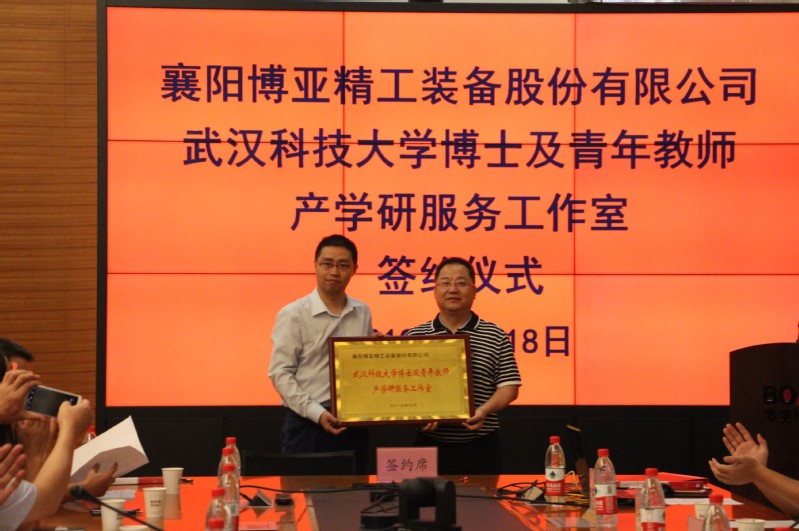 襄阳博亚精工装备股份有限公司
武汉科技大学博士及青年教师
产学研服务工作室
签约仪式
18日
襄阳博亚精工装备股份有限公司
武汉科技大学博士及青年教师
产学研服务工作室
签约席
BO